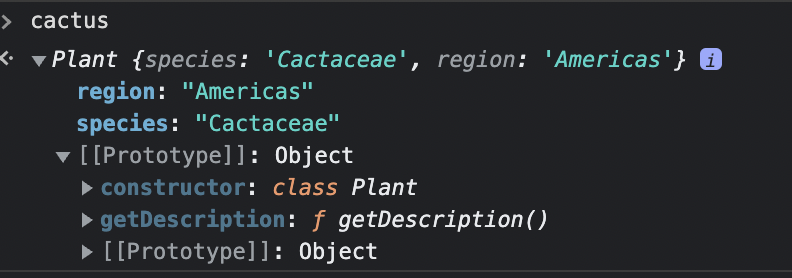 > cactus
<· ▼Plant {species: 'Cactaceae', region: 'Americas'} i
region: "Americas"
species: "Cactaceae"
▼ [[Prototype]]: Object
▶ constructor: class Plant
▶ getDescription: ƒ getDescription()
▶ [[Prototype]]: Object